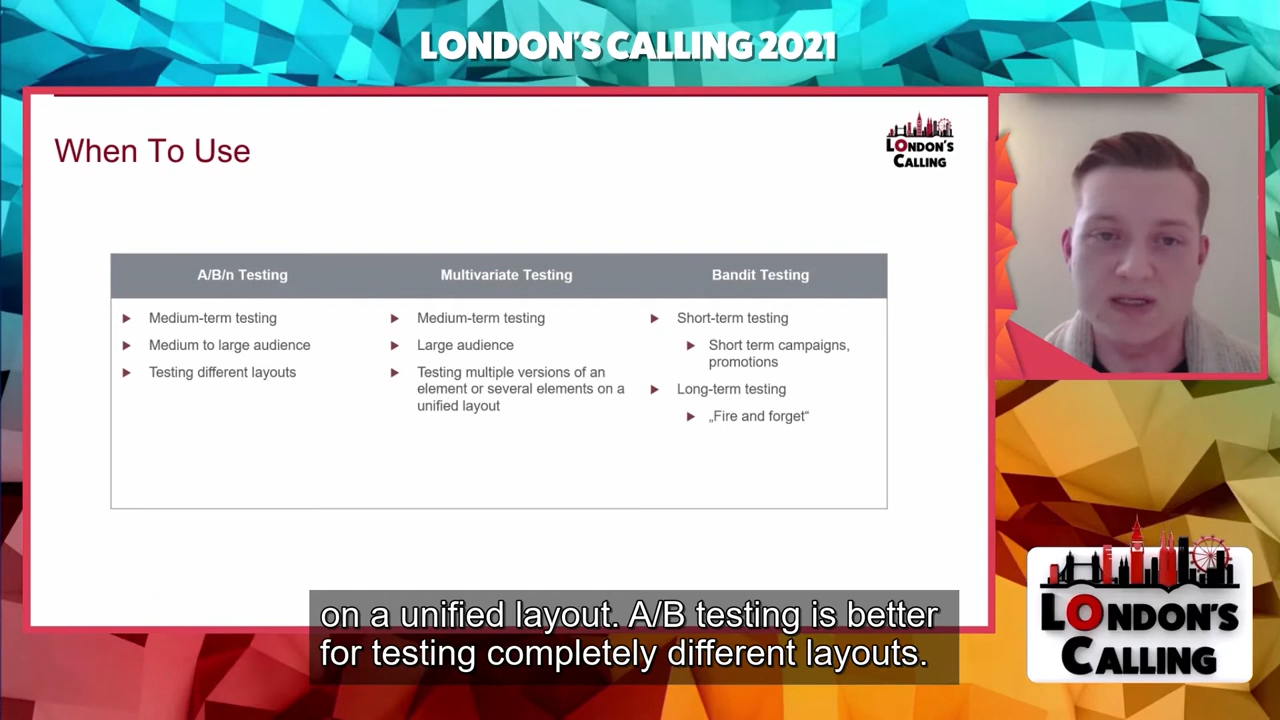 LONDON'S CALLING 2021
When To Use
LONDON'S
CALLING
A/B/n Testing
Medium-term testing
Medium to large audience
Testing different layouts
Multivariate Testing
Medium-term testing
Large audience
Testing multiple versions of an
element or several elements on a
unified layout
Bandit Testing
Short-term testing
Short term campaigns,
promotions
Long-term testing
„Fire and forget“
on a unified layout. A/B testing is better
for testing completely different layouts.
LONDON'S
CALLING